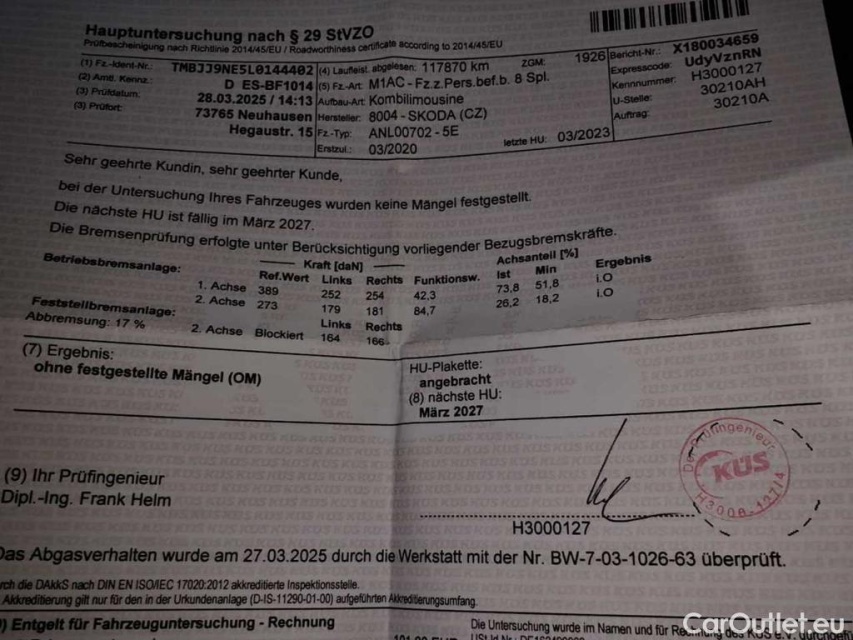 Hauptuntersuchung nach § 29 StVZO
Prüfbescheinigung nach Richtlinie 2014/45/EU / Roadworthiness certificate according to 2014/45/EU
(1) Fz.-Ident-Nr.: TMBJJ9NE5L0144402 (4) Laufleist. abgelesen: 117870 km ZGM: 1926 Bericht-Nr.: X180034659
(2) Amtl. Kennz.: D ES-BF1014 (5) Fz.-Art: M1AC - Fz.z.Pers.bef.b. 8 Spl. Expresscode: UdyVznRN
(3) Prüfdatum: 28.03.2025 / 14:13 Aufbau-Art: Kombilimousine Kennnummer: H3000127
(3) Prüfort: 73765 Neuhausen Hersteller: 8004 - SKODA (CZ) U-Stelle: 30210AH
Hegaustr. 15 Fz.-Typ: ANL00702 - 5E Auftrag: 30210A
Erstzul.: 03/2020 letzte HU: 03/2023
Sehr geehrte Kundin, sehr geehrter Kunde,
bei der Untersuchung Ihres Fahrzeuges wurden keine Mängel festgestellt.
Die nächste HU ist fällig im März 2027.
Die Bremsenprüfung erfolgte unter Berücksichtigung vorliegender Bezugsbremskräfte.
Kraft [daN] Achsanteil [%]
Betriebsbremsanlage: Ref.Wert Links Rechts Funktionsw. Ist Min Ergebnis
1. Achse 389 252 254 42,3 73,8 51,8 i.O
2. Achse 273 179 181 84,7 26,2 18,2 i.O
Feststellbremsanlage: Links Rechts
Abbremsung: 17 % 2. Achse Blockiert 164 166
(7) Ergebnis:
ohne festgestellte Mängel (OM)
HU-Plakette:
angebracht
(8) nächste HU:
März 2027
(9) Ihr Prüfingenieur
Dipl.-Ing. Frank Helm
H3000127
Der Prüfingenieur
KÜS
Das Abgasverhalten wurde am 27.03.2025 durch die Werkstatt mit der Nr. BW-7-03-1026-63 überprüft.
rch die DAkkS nach DIN EN ISO/IEC 17020:2012 akkreditierte Inspektionsstelle.
Akkreditierung gilt nur für den in der Urkundenanlage (D-IS-11290-01-00) aufgeführten Akkreditierungsumfang.
) Entgelt für Fahrzeuguntersuchung - Rechnung
Die Untersuchung wurde im Namen und für
CarOutlet.eu